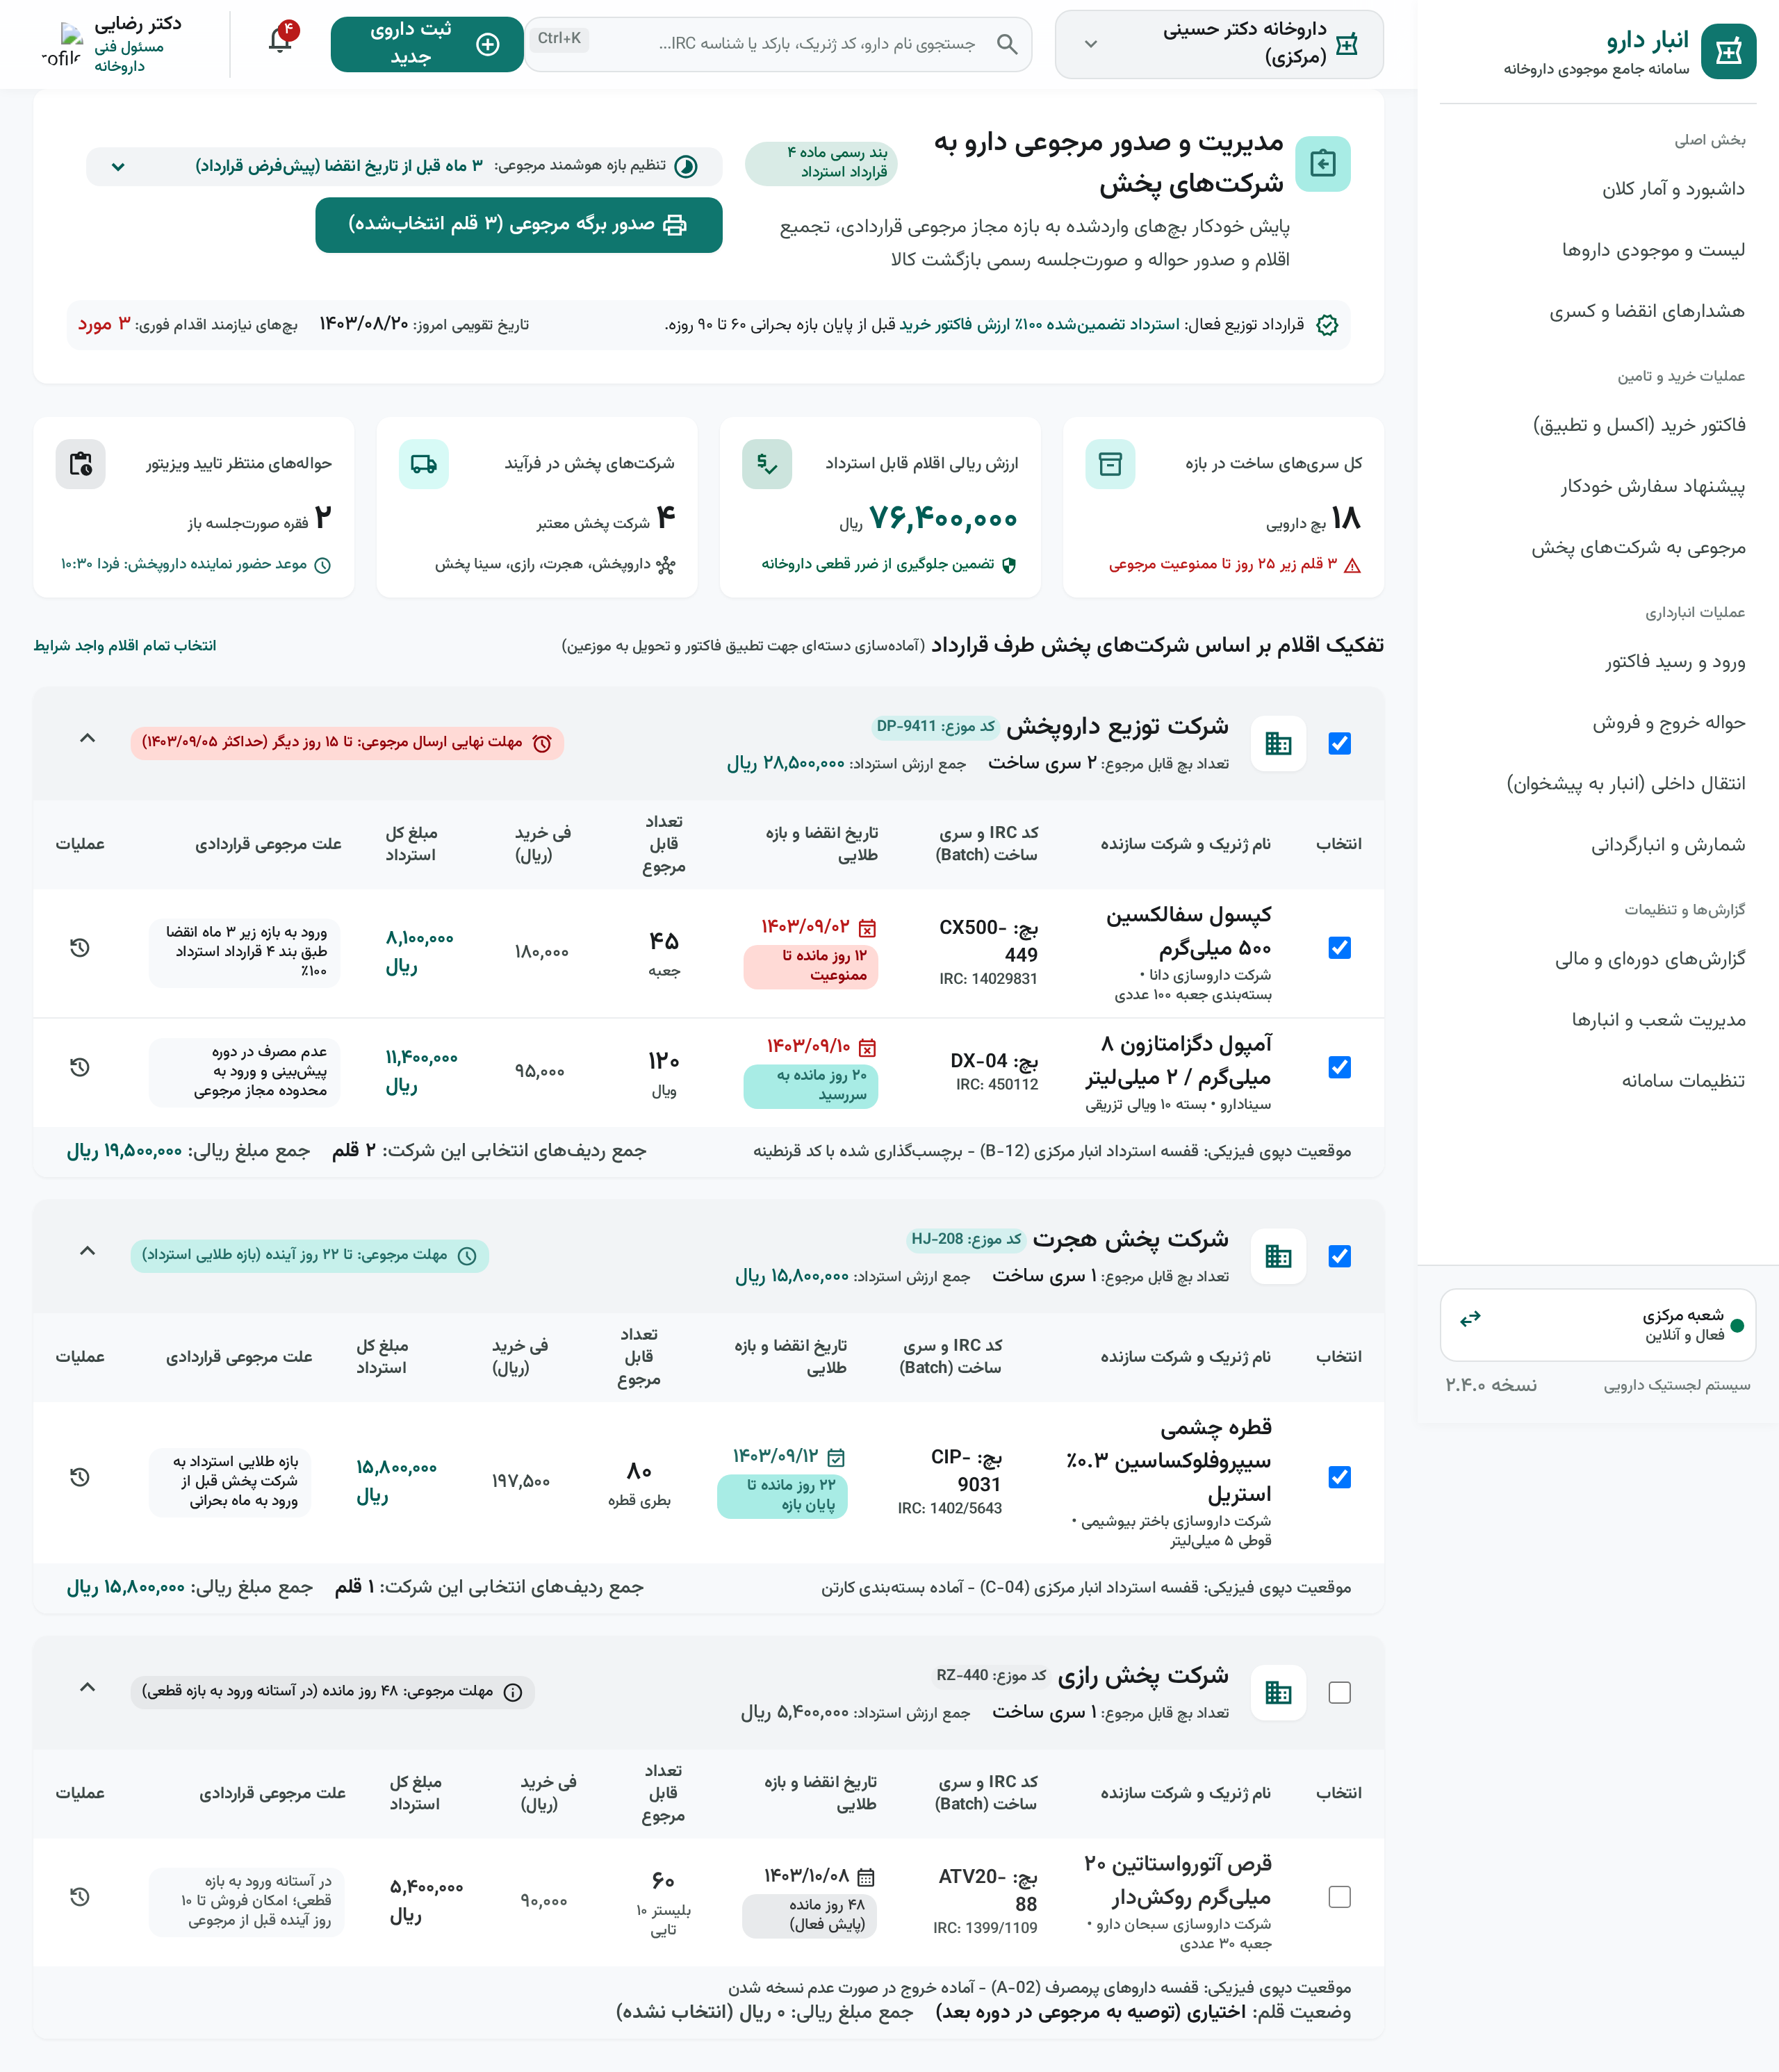 انبار دارو
سامانه جامع موجودی داروخانه
بخش اصلی
داشبورد و آمار کلان
لیست و موجودی داروها
هشدارهای انقضا و کسری
عملیات خرید و تامین
فاکتور خرید (اکسل و تطبیق)
پیشنهاد سفارش خودکار
مرجوعی به شرکت‌های پخش
عملیات انبارداری
ورود و رسید فاکتور
حواله خروج و فروش
انتقال داخلی (انبار به پیشخوان)
شمارش و انبارگردانی
گزارش‌ها و تنظیمات
گزارش‌های دوره‌ای و مالی
مدیریت شعب و انبارها
تنظیمات سامانه
شعبه مرکزی
فعال و آنلاین
سیستم لجستیک دارویی
نسخه ۲.۴.۰
داروخانه دکتر حسینی
(مرکزی)
جستجوی نام دارو، کد ژنریک، بارکد یا شناسه IRC...
Ctrl+K
ثبت داروی
جدید
۴
دکتر رضایی
مسئول فنی
داروخانه
مدیریت و صدور مرجوعی دارو به
شرکت‌های پخش
بند رسمی ماده ۴
قرارداد استرداد
پایش خودکار بچ‌های واردشده به بازه مجاز مرجوعی قراردادی، تجمیع
اقلام و صدور حواله و صورت‌جلسه رسمی بازگشت کالا
تنظیم بازه هوشمند مرجوعی: ۳ ماه قبل از تاریخ انقضا (پیش‌فرض قرارداد)
صدور برگه مرجوعی (۳ قلم انتخاب‌شده)
قرارداد توزیع فعال: استرداد تضمین‌شده ۱۰۰٪ ارزش فاکتور خرید قبل از پایان بازه بحرانی ۶۰ تا ۹۰ روزه.
تاریخ تقویمی امروز: ۱۴۰۳/۰۸/۲۰
بچ‌های نیازمند اقدام فوری: ۳ مورد
کل سری‌های ساخت در بازه
۱۸ بچ دارویی
۳ قلم زیر ۲۵ روز تا ممنوعیت مرجوعی
ارزش ریالی اقلام قابل استرداد
۷۶,۴۰۰,۰۰۰ ریال
تضمین جلوگیری از ضرر قطعی داروخانه
شرکت‌های پخش در فرآیند
۴ شرکت پخش معتبر
داروپخش، هجرت، رازی، سینا پخش
حواله‌های منتظر تایید ویزیتور
۲ فقره صورت‌جلسه باز
موعد حضور نماینده داروپخش: فردا ۱۰:۳۰
تفکیک اقلام بر اساس شرکت‌های پخش طرف قرارداد (آماده‌سازی دسته‌ای جهت تطبیق فاکتور و تحویل به موزعین)
انتخاب تمام اقلام واجد شرایط
شرکت توزیع داروپخش کد موزع: DP-9411
تعداد بچ قابل مرجوع: ۲ سری ساخت جمع ارزش استرداد: ۲۸,۵۰۰,۰۰۰ ریال
مهلت نهایی ارسال مرجوعی: تا ۱۵ روز دیگر (حداکثر ۱۴۰۳/۰۹/۰۵)
انتخاب
نام ژنریک و شرکت سازنده
کد IRC و سری
ساخت (Batch)
تاریخ انقضا و بازه
طلایی
تعداد
قابل
مرجوع
فی خرید
(ریال)
مبلغ کل
استرداد
علت مرجوعی قراردادی
عملیات
کپسول سفالکسین
۵۰۰ میلی‌گرم
شرکت داروسازی دانا •
بسته‌بندی جعبه ۱۰۰ عددی
بچ: CX500-
449
IRC: 14029831
۱۴۰۳/۰۹/۰۲
۱۲ روز مانده تا
ممنوعیت
۴۵
جعبه
۱۸۰,۰۰۰
۸,۱۰۰,۰۰۰
ریال
ورود به بازه زیر ۳ ماه انقضا
طبق بند ۴ قرارداد استرداد
۱۰۰٪
آمپول دگزامتازون ۸
میلی‌گرم / ۲ میلی‌لیتر
سینادارو • بسته ۱۰ ویالی تزریقی
بچ: DX-04
IRC: 450112
۱۴۰۳/۰۹/۱۰
۲۰ روز مانده به
سررسید
۱۲۰
ویال
۹۵,۰۰۰
۱۱,۴۰۰,۰۰۰
ریال
عدم مصرف در دوره
پیش‌بینی و ورود به
محدوده مجاز مرجوعی
موقعیت دپوی فیزیکی: قفسه استرداد انبار مرکزی (B-12) - برچسب‌گذاری شده با کد قرنطینه
جمع ردیف‌های انتخابی این شرکت: ۲ قلم جمع مبلغ ریالی: ۱۹,۵۰۰,۰۰۰ ریال
شرکت پخش هجرت کد موزع: HJ-208
تعداد بچ قابل مرجوع: ۱ سری ساخت جمع ارزش استرداد: ۱۵,۸۰۰,۰۰۰ ریال
مهلت مرجوعی: تا ۲۲ روز آینده (بازه طلایی استرداد)
انتخاب
نام ژنریک و شرکت سازنده
کد IRC و سری
ساخت (Batch)
تاریخ انقضا و بازه
طلایی
تعداد
قابل
مرجوع
فی خرید
(ریال)
مبلغ کل
استرداد
علت مرجوعی قراردادی
عملیات
قطره چشمی
سیپروفلوکساسین ۰.۳٪
استریل
شرکت داروسازی باختر بیوشیمی •
قوطی ۵ میلی‌لیتر
بچ: CIP-
9031
IRC: 1402/5643
۱۴۰۳/۰۹/۱۲
۲۲ روز مانده تا
پایان بازه
۸۰
بطری قطره
۱۹۷,۵۰۰
۱۵,۸۰۰,۰۰۰
ریال
بازه طلایی استرداد به
شرکت پخش قبل از
ورود به ماه بحرانی
موقعیت دپوی فیزیکی: قفسه استرداد انبار مرکزی (C-04) - آماده بسته‌بندی کارتن
جمع ردیف‌های انتخابی این شرکت: ۱ قلم جمع مبلغ ریالی: ۱۵,۸۰۰,۰۰۰ ریال
شرکت پخش رازی کد موزع: RZ-440
تعداد بچ قابل مرجوع: ۱ سری ساخت جمع ارزش استرداد: ۵,۴۰۰,۰۰۰ ریال
مهلت مرجوعی: ۴۸ روز مانده (در آستانه ورود به بازه قطعی)
انتخاب
نام ژنریک و شرکت سازنده
کد IRC و سری
ساخت (Batch)
تاریخ انقضا و بازه
طلایی
تعداد
قابل
مرجوع
فی خرید
(ریال)
مبلغ کل
استرداد
علت مرجوعی قراردادی
عملیات
قرص آتورواستاتین ۲۰
میلی‌گرم روکش‌دار
شرکت داروسازی سبحان دارو •
جعبه ۳۰ عددی
بچ: ATV20-
88
IRC: 1399/1109
۱۴۰۳/۱۰/۰۸
۴۸ روز مانده
(پایش فعال)
۶۰
بلیستر ۱۰
تایی
۹۰,۰۰۰
۵,۴۰۰,۰۰۰
ریال
در آستانه ورود به بازه
قطعی؛ امکان فروش تا ۱۰
روز آینده قبل از مرجوعی
موقعیت دپوی فیزیکی: قفسه داروهای پرمصرف (A-02) - آماده خروج در صورت عدم نسخه شدن
وضعیت قلم: اختیاری (توصیه به مرجوعی در دوره بعد) جمع مبلغ ریالی: ۰ ریال (انتخاب نشده)